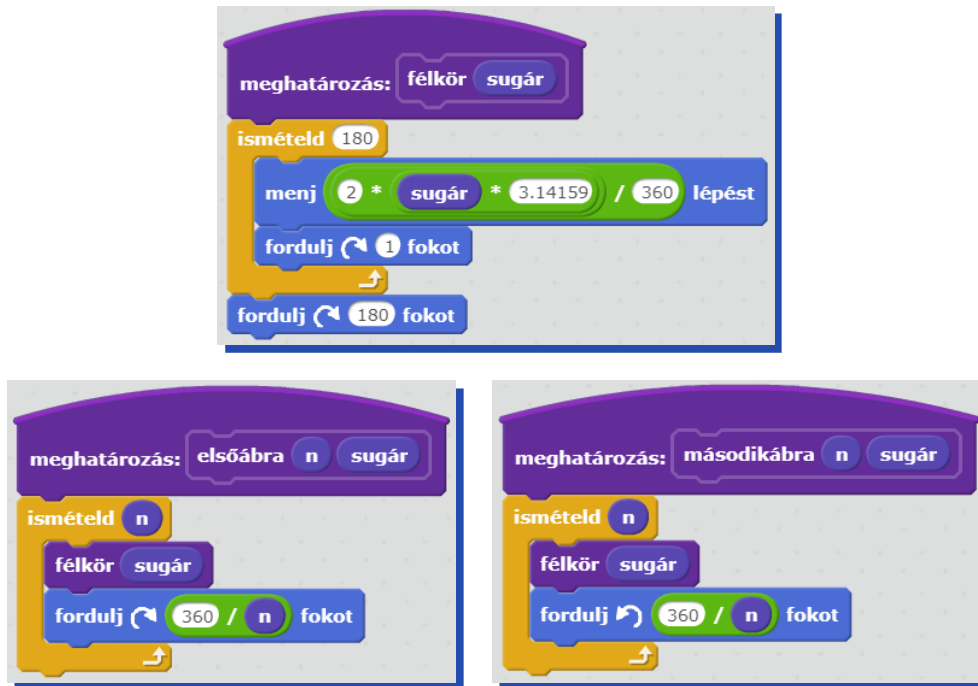 meghatározás: félkör sugár
ismételd 180
menj 2 * sugár * 3.14159 / 360 lépést
fordulj 1 fokot
fordulj 180 fokot
meghatározás: elsőábra n sugár
ismételd n
félkör sugár
fordulj 360 / n fokot
meghatározás: másodikábra n sugár
ismételd n
félkör sugár
fordulj 360 / n fokot